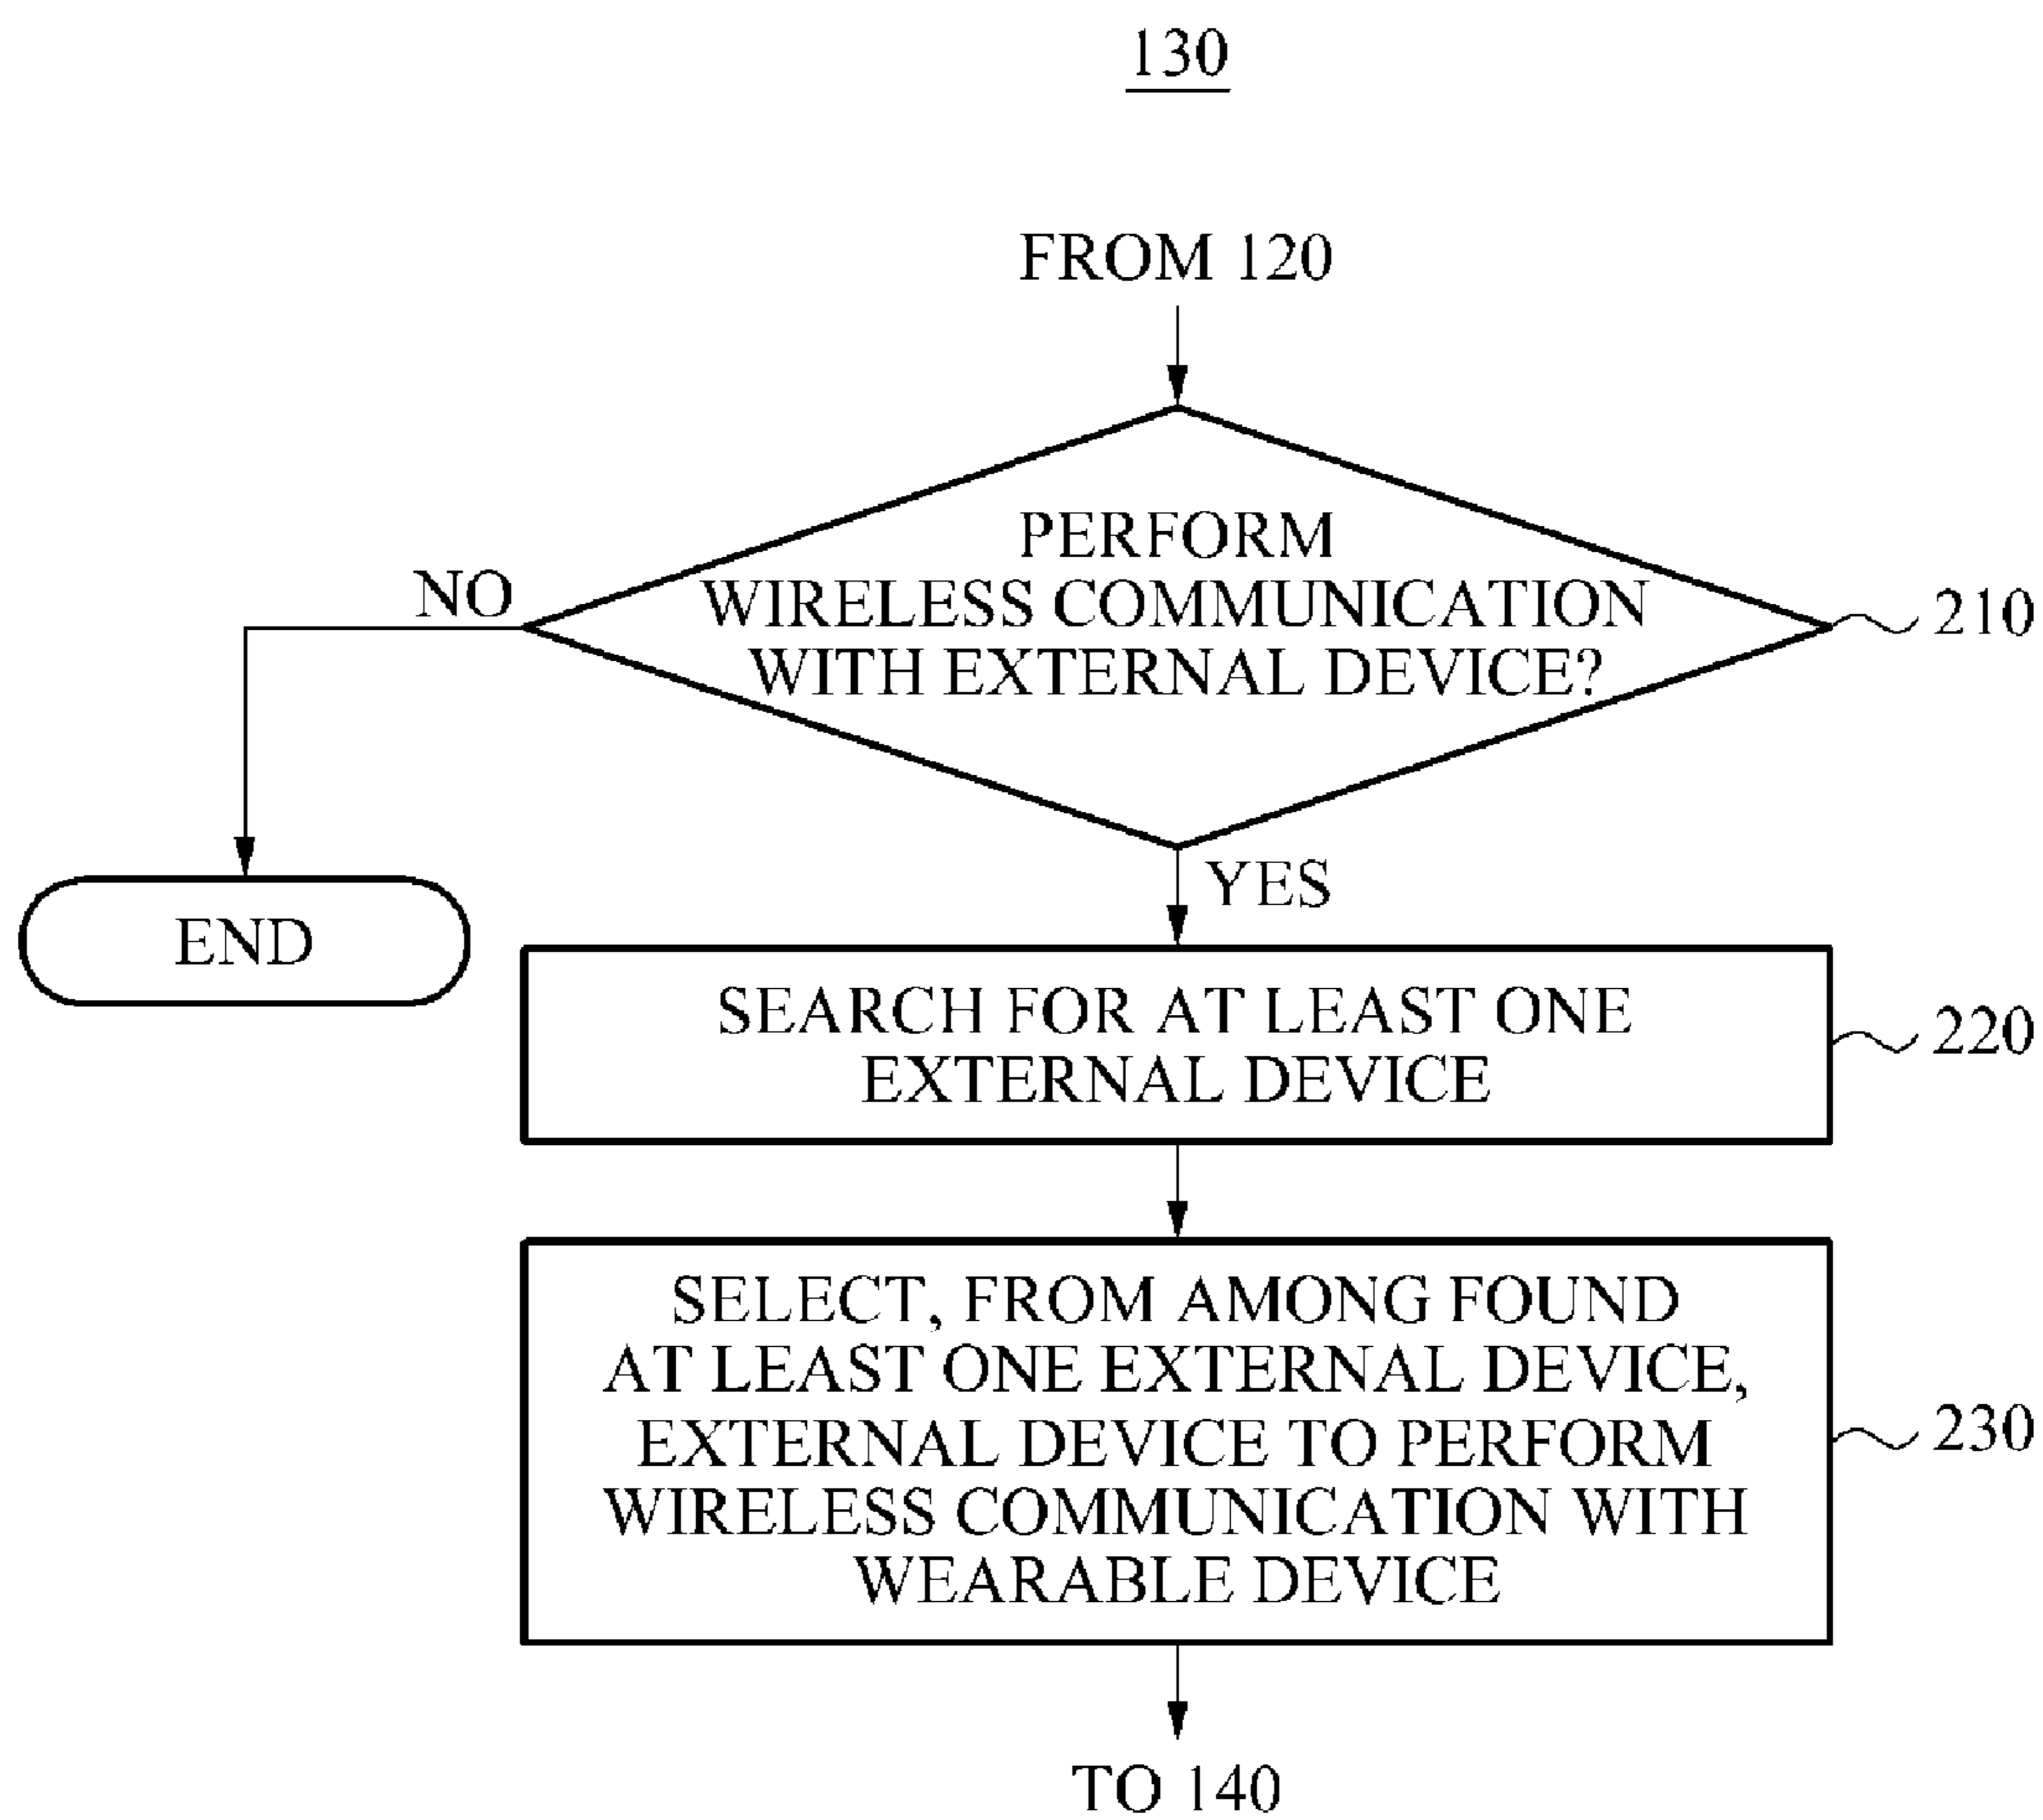 130
FROM 120
PERFORM
WIRELESS COMMUNICATION
WITH EXTERNAL DEVICE?
NO
210
YES
END
SEARCH FOR AT LEAST ONE
EXTERNAL DEVICE
220
SELECT, FROM AMONG FOUND
AT LEAST ONE EXTERNAL DEVICE,
EXTERNAL DEVICE TO PERFORM
WIRELESS COMMUNICATION WITH
WEARABLE DEVICE
230
TO 140